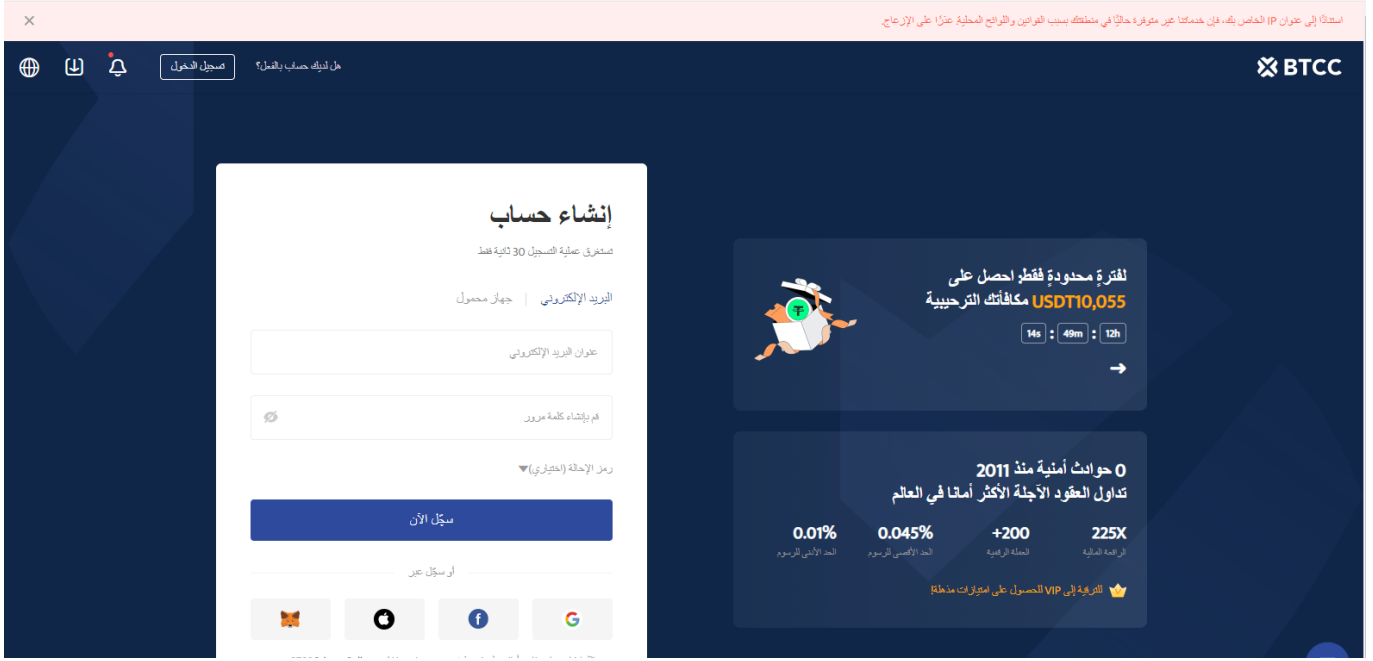 استنادًا إلى عنوان IP الخاص بك، فإن خدماتنا غير متوفرة حاليًا في منطقتك بسبب القوانين واللوائح المحلية. عذرًا على الإزعاج.
BTCC
هل لديك حساب بالفعل؟
تسجيل الدخول
إنشاء حساب
تستغرق عملية التسجيل 30 ثانية فقط
البريد الإلكتروني | جهاز محمول
عنوان البريد الإلكتروني
قم بإنشاء كلمة مرور
رمز الإحالة (اختياري)
سجّل الآن
أو سجّل عبر
لفترةٍ محدودةٍ فقط، احصل على
USDT10,055 مكافأتك الترحيبية
12h : 49m : 14s
0 حوادث أمنية منذ 2011
تداول العقود الآجلة الأكثر أمانا في العالم
225X
الرافعة المالية
200+
العملة الرقمية
0.045%
الحد الأقصى للرسوم
0.01%
الحد الأدنى للرسوم
للترقية إلى VIP للحصول على امتيازات مذهلة!